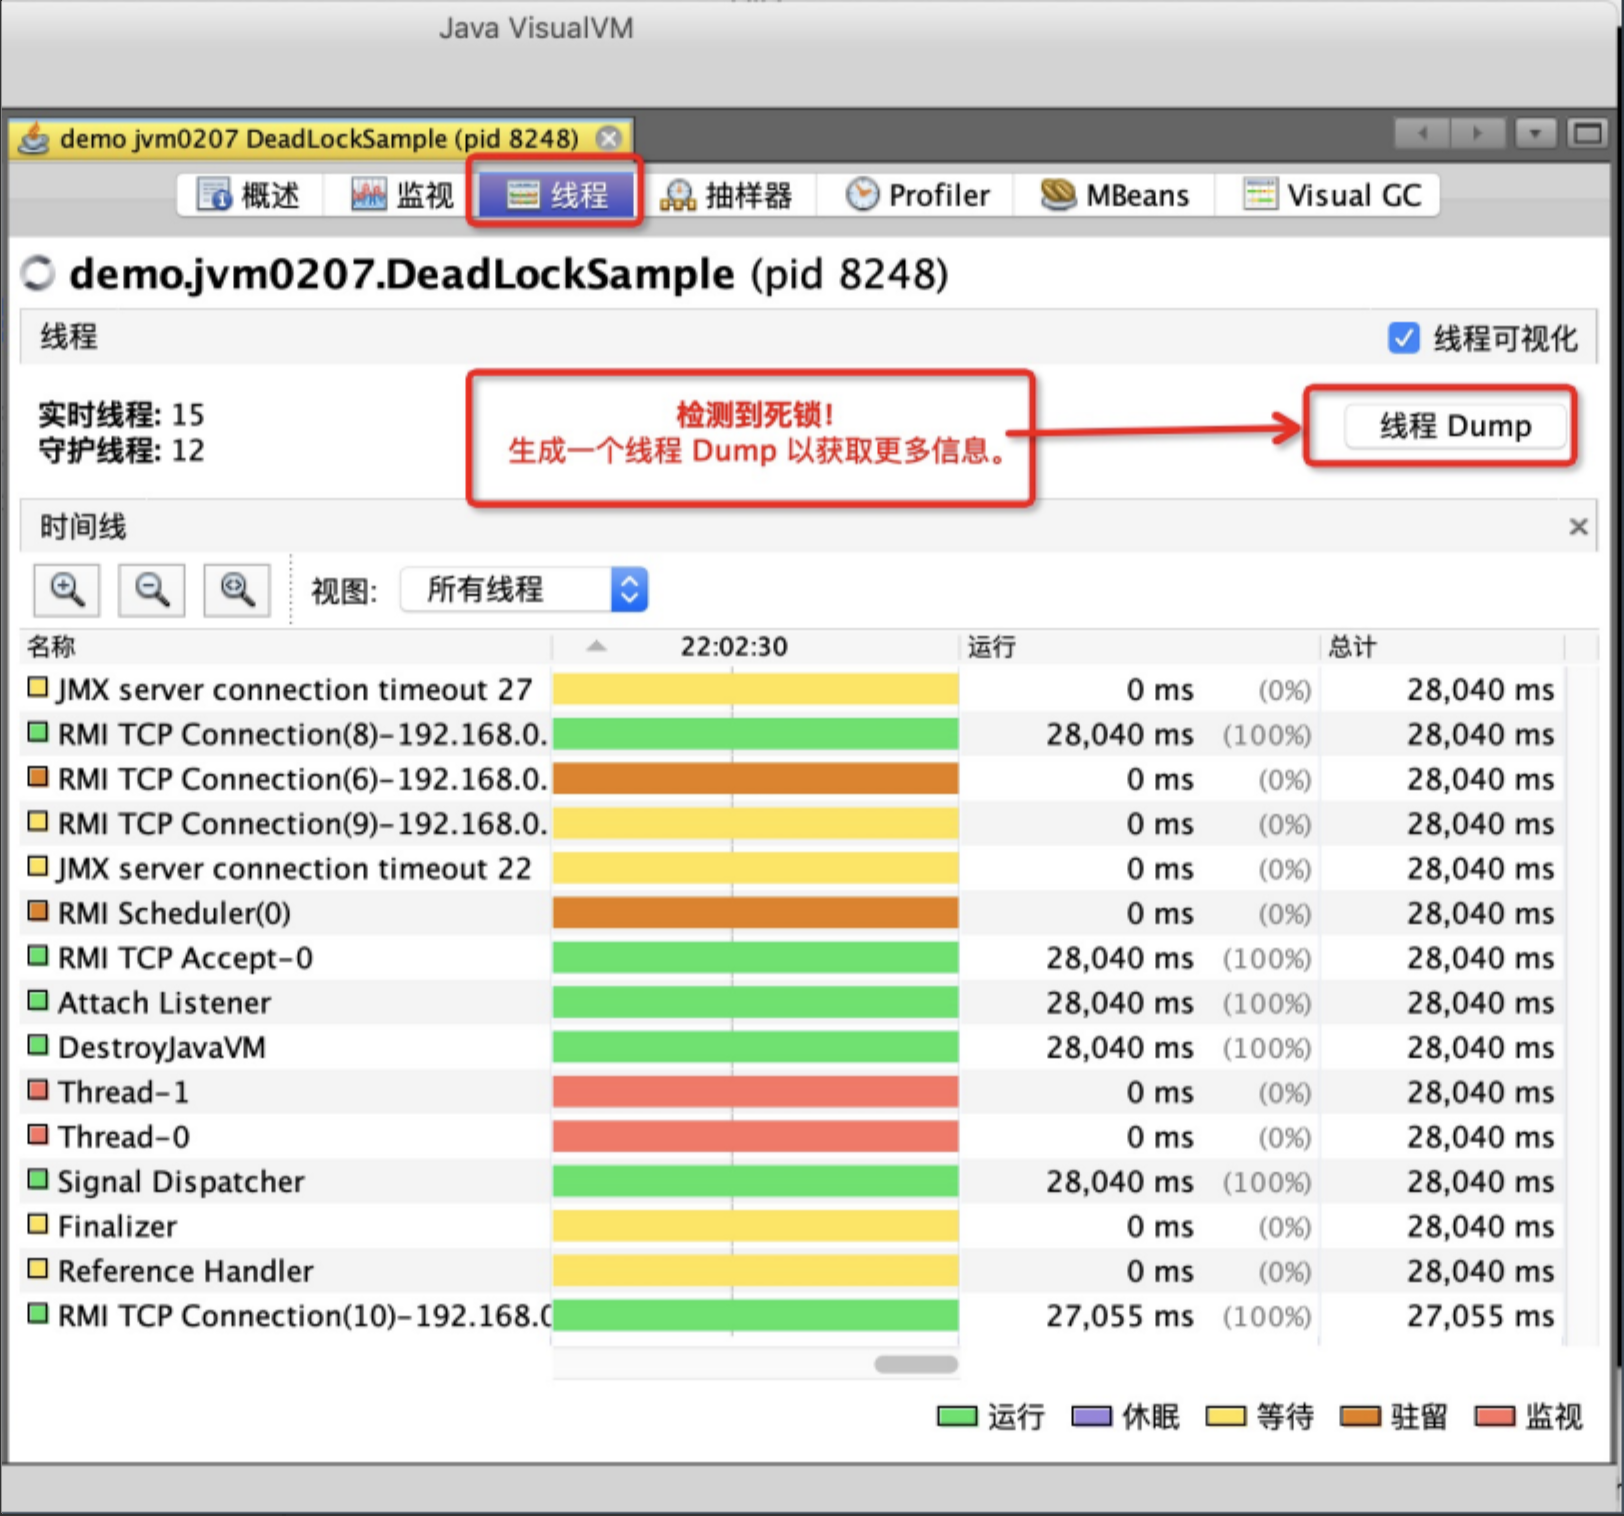 Java VisualVM
demo jvm0207 DeadLockSample (pid 8248)
概述 监视 线程 抽样器 Profiler MBeans Visual GC
demo.jvm0207.DeadLockSample (pid 8248)
线程 线程可视化
实时线程: 15
守护线程: 12
检测到死锁!
生成一个线程 Dump 以获取更多信息。
线程 Dump
时间线
视图: 所有线程
名称 22:02:30 运行 总计
JMX server connection timeout 27 0 ms (0%) 28,040 ms
RMI TCP Connection(8)-192.168.0. 28,040 ms (100%) 28,040 ms
RMI TCP Connection(6)-192.168.0. 0 ms (0%) 28,040 ms
RMI TCP Connection(9)-192.168.0. 0 ms (0%) 28,040 ms
JMX server connection timeout 22 0 ms (0%) 28,040 ms
RMI Scheduler(0) 0 ms (0%) 28,040 ms
RMI TCP Accept-0 28,040 ms (100%) 28,040 ms
Attach Listener 28,040 ms (100%) 28,040 ms
DestroyJavaVM 28,040 ms (100%) 28,040 ms
Thread-1 0 ms (0%) 28,040 ms
Thread-0 0 ms (0%) 28,040 ms
Signal Dispatcher 28,040 ms (100%) 28,040 ms
Finalizer 0 ms (0%) 28,040 ms
Reference Handler 0 ms (0%) 28,040 ms
RMI TCP Connection(10)-192.168.0 27,055 ms (100%) 27,055 ms
运行 休眠 等待 驻留 监视